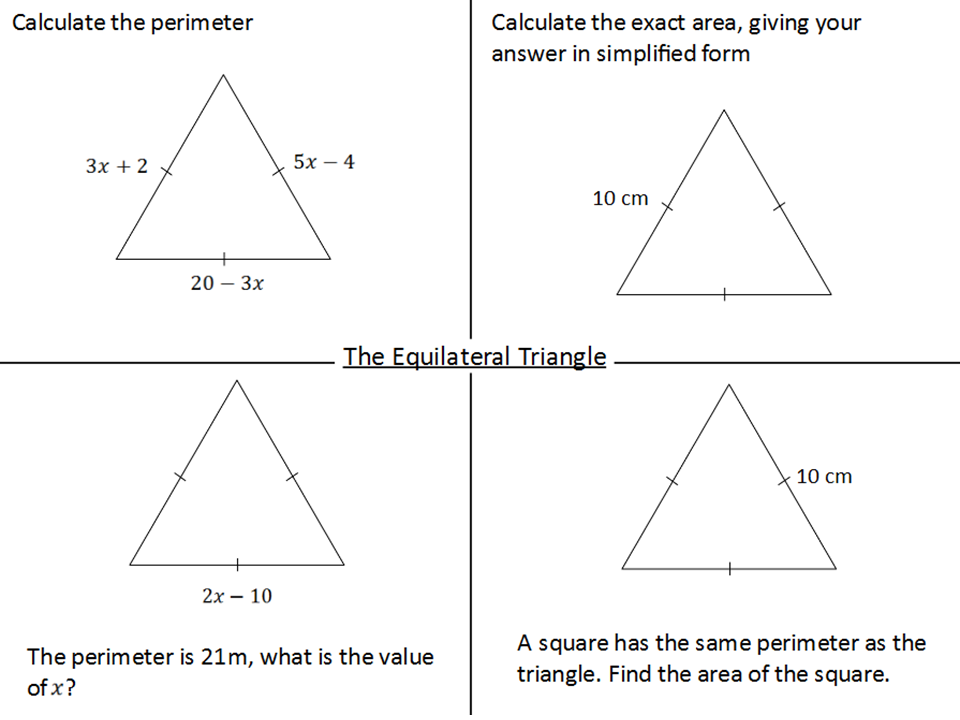 Calculate the perimeter
3x + 2
5x − 4
20 − 3x
Calculate the exact area, giving your
answer in simplified form
10 cm
The Equilateral Triangle
2x − 10
The perimeter is 21m, what is the value
of x?
10 cm
A square has the same perimeter as the
triangle. Find the area of the square.